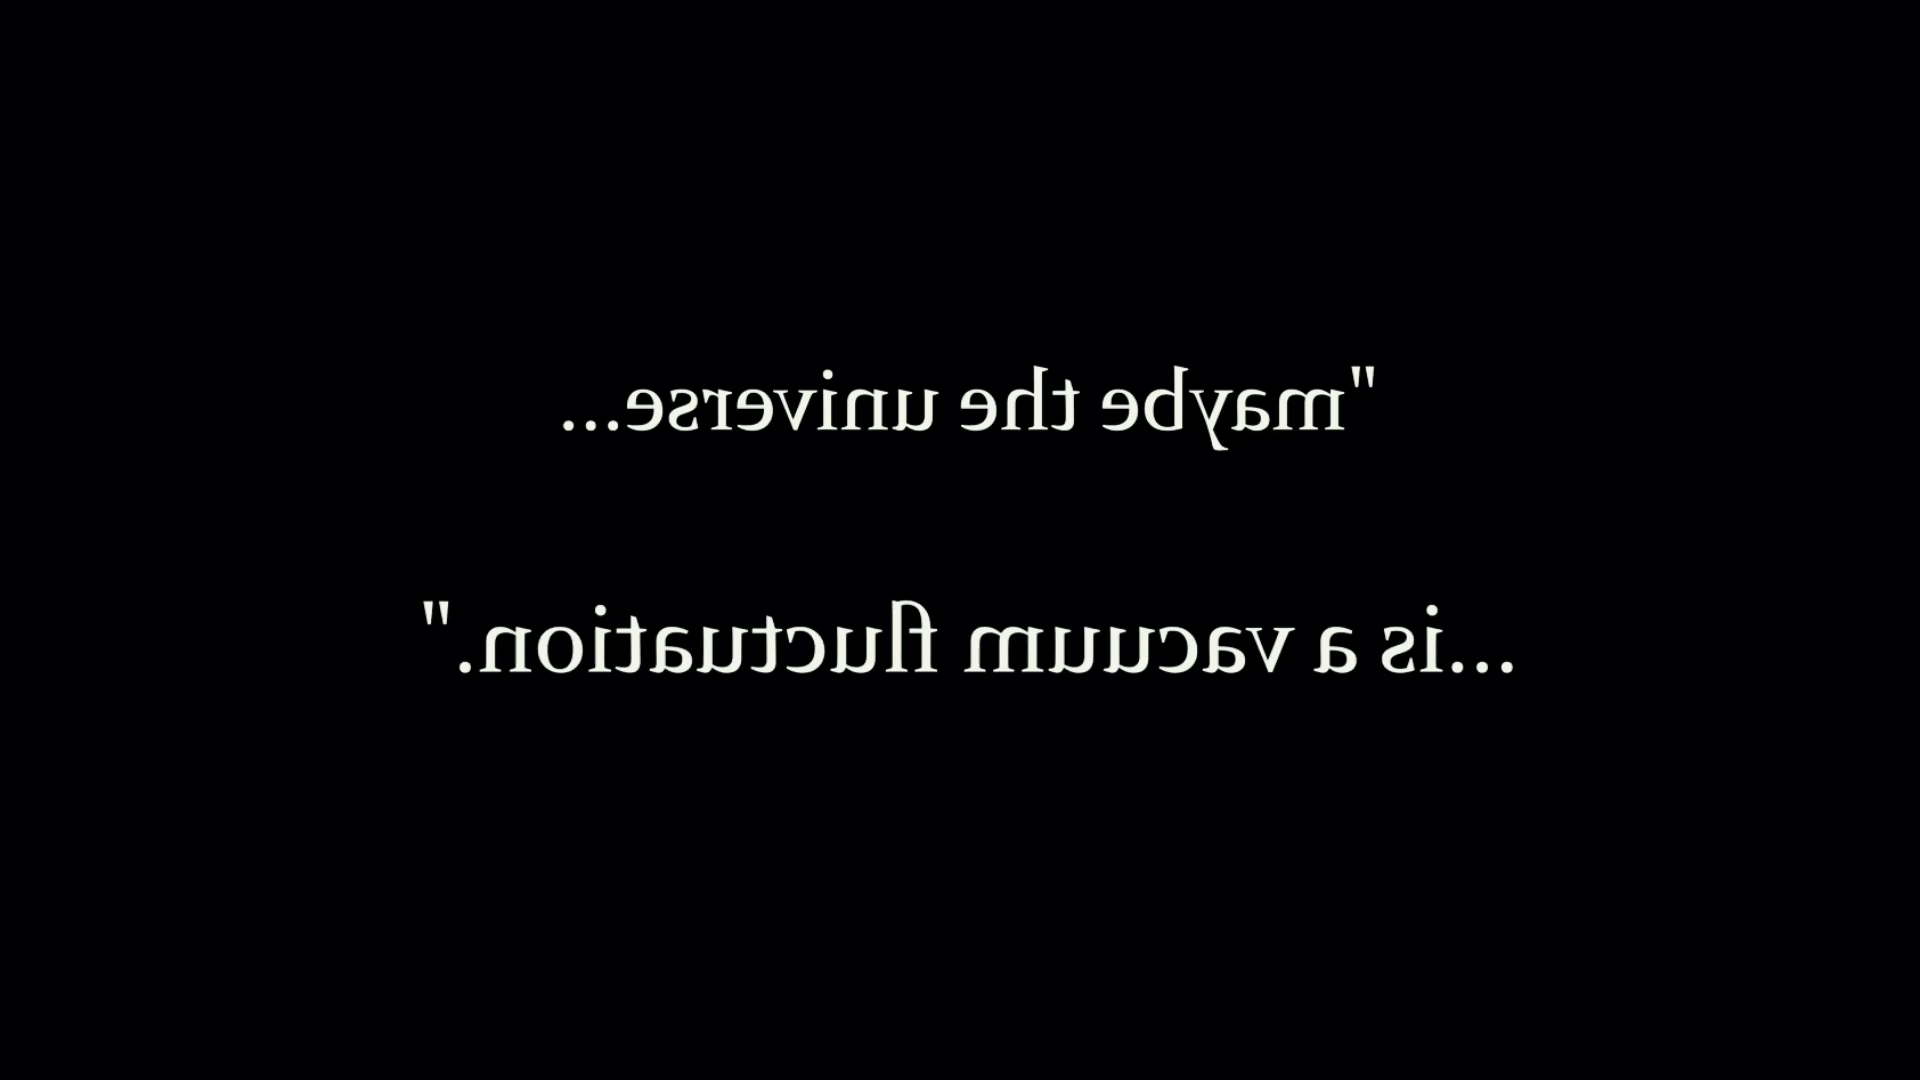 "maybe the universe...
...is a vacuum fluctuation."